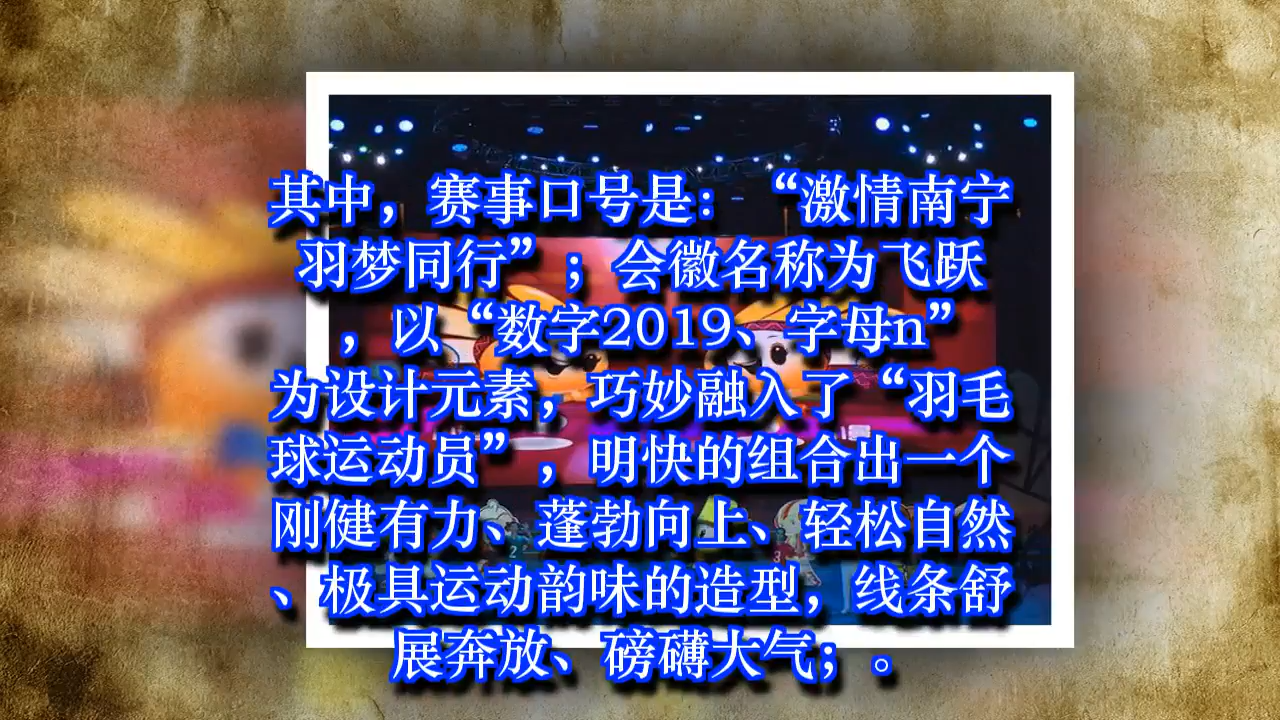 其中，赛事口号是：“激情南宁
羽梦同行”；会徽名称为飞跃
，以“数字2019、字母n”
为设计元素，巧妙融入了“羽毛
球运动员”，明快的组合出一个
刚健有力、蓬勃向上、轻松自然
、极具运动韵味的造型，线条舒
展奔放、磅礴大气；。
2
3